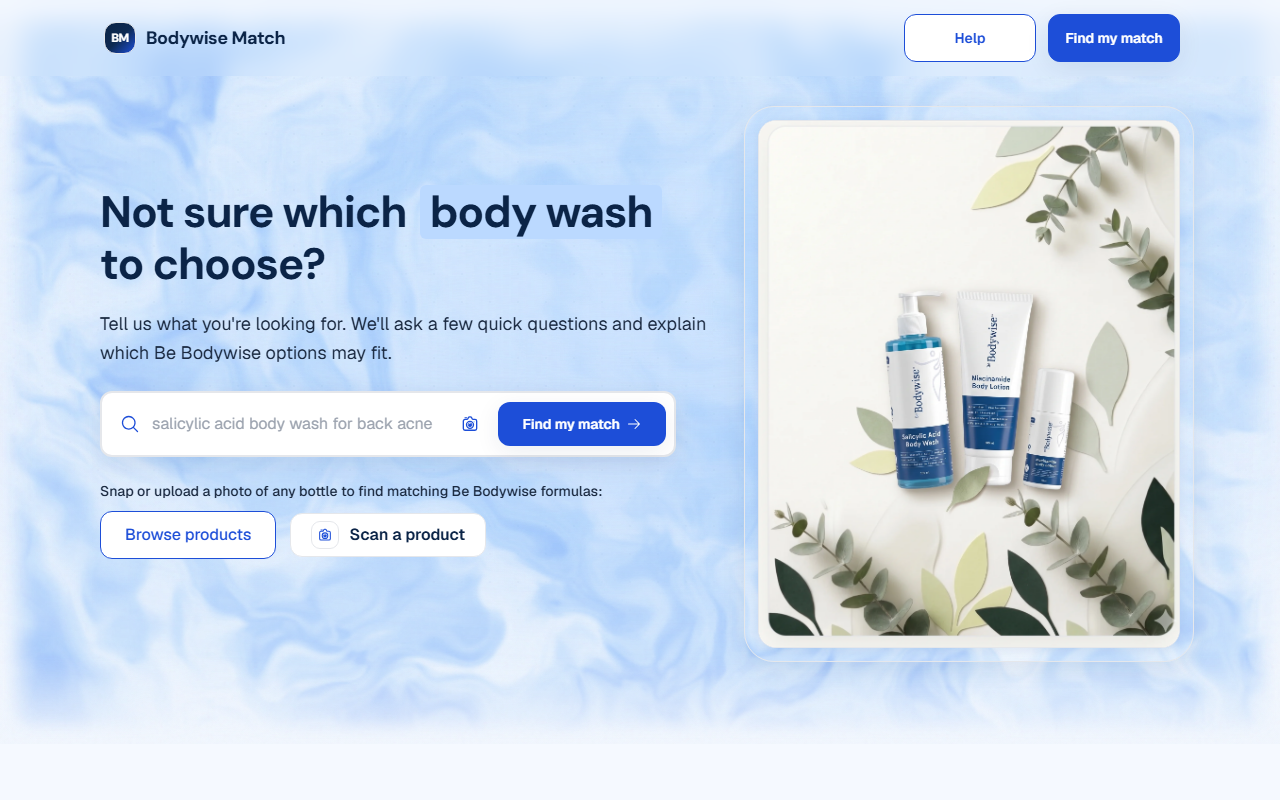 BM Bodywise Match
Help
Find my match
Not sure which body wash
to choose?
Tell us what you're looking for. We'll ask a few quick questions and explain
which Be Bodywise options may fit.
salicylic acid body wash for back acne
Find my match →
Snap or upload a photo of any bottle to find matching Be Bodywise formulas:
Browse products
Scan a product
Be Bodywise
Salicylic Acid
Body Wash
Be Bodywise
Niacinamide
Body Lotion
Be Bodywise